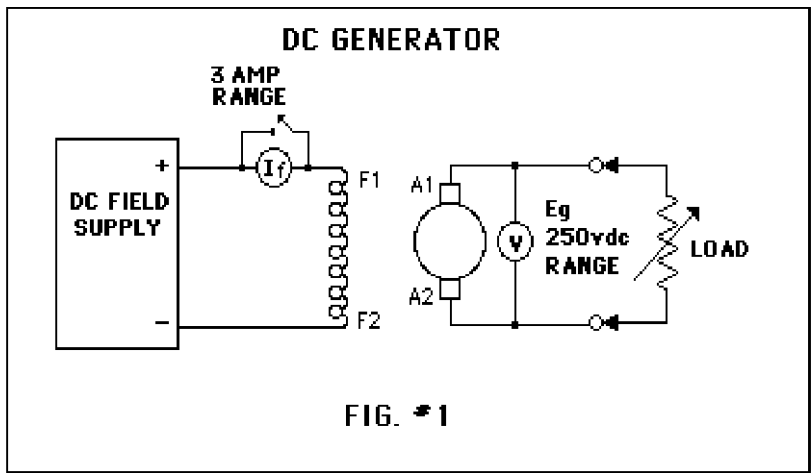 DC GENERATOR
3 AMP
RANGE
+
If
F1
DC FIELD
SUPPLY
A1
Eg
V
250vdc
RANGE
LOAD
A2
−
F2
FIG. #1